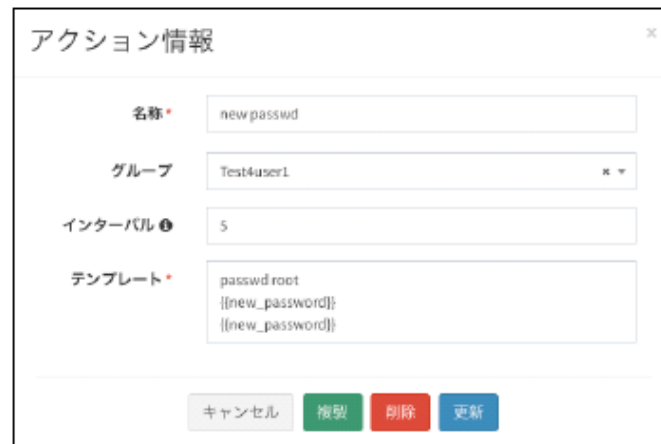 アクション情報 ×
名称* new passwd
グループ Test4user1 × ▼
インターバル 5
テンプレート* passwd root
{{new_password}}
{{new_password}}
キャンセル 複製 削除 更新